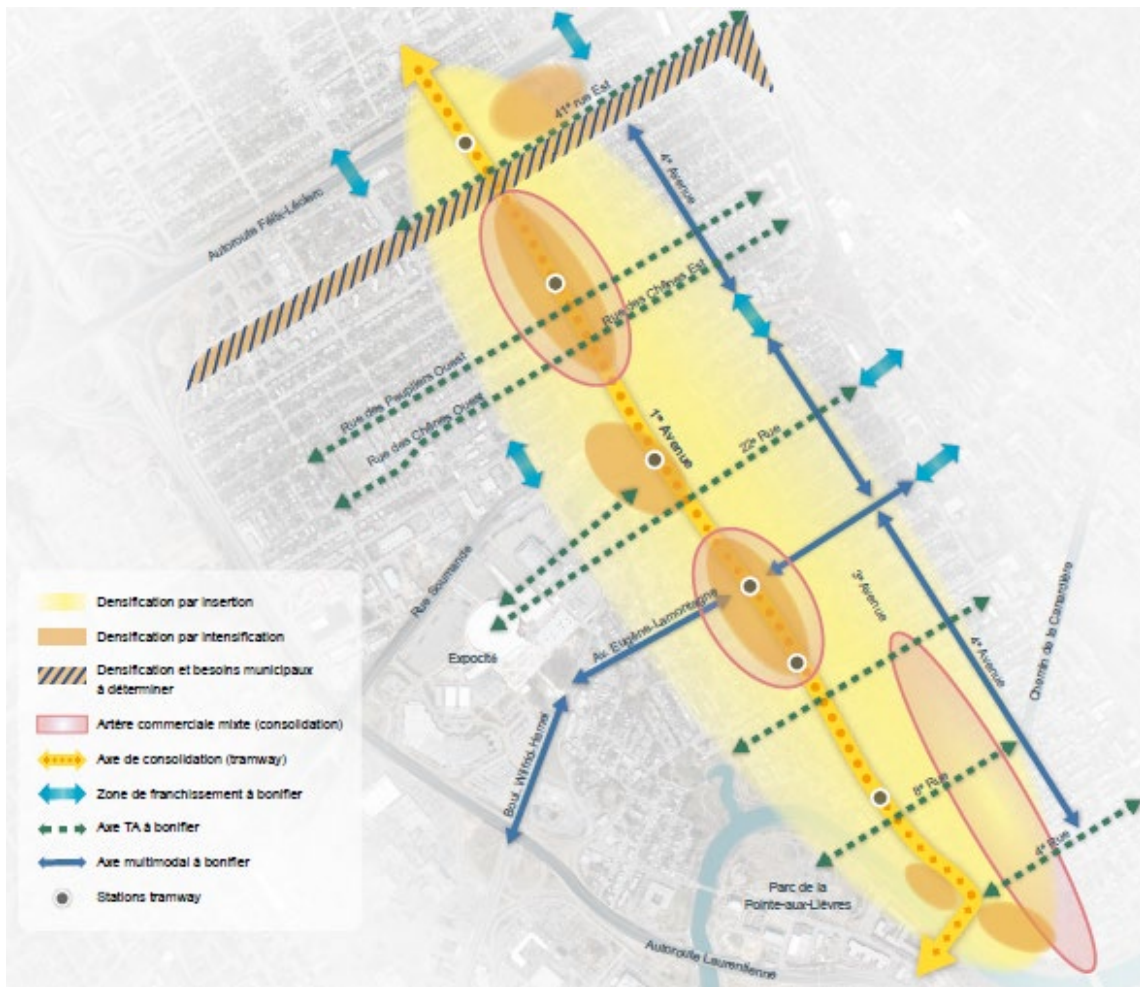 41e rue Est
4e Avenue
Autoroute Félix-Leclerc
Rue des Chênes Est
Rue des Peupliers Ouest
Rue des Chênes Ouest
1re Avenue
22e Rue
Rue Soumande
3e Avenue
Chemin de la Canardière
Av. Eugène-Lamontagne
Expocité
4e Avenue
Boul. Wilfrid-Hamel
8e Rue
4e Rue
Parc de la
Pointe-aux-Lièvres
Autoroute Laurentienne
Densification par insertion
Densification par intensification
Densification et besoins municipaux
à déterminer
Artère commerciale mixte (consolidation)
Axe de consolidation (tramway)
Zone de franchissement à bonifier
Axe TA à bonifier
Axe multimodal à bonifier
Stations tramway